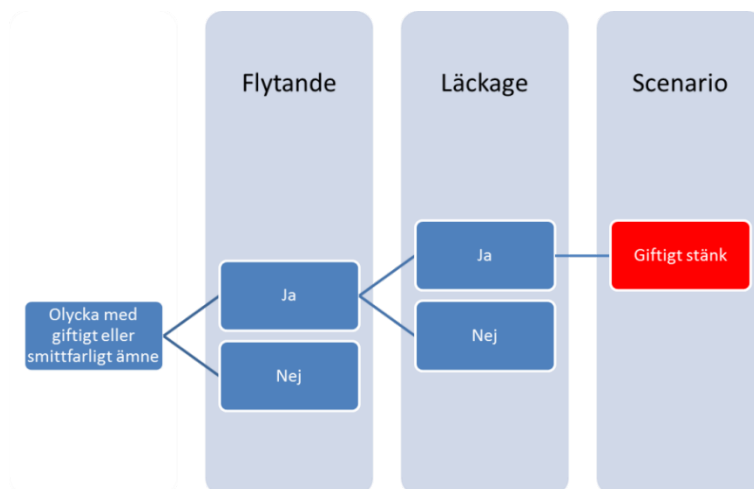 Flytande
Läckage
Scenario
Ja
Giftigt stänk
Ja
Olycka med
giftigt eller
smittfarligt ämne
Nej
Nej